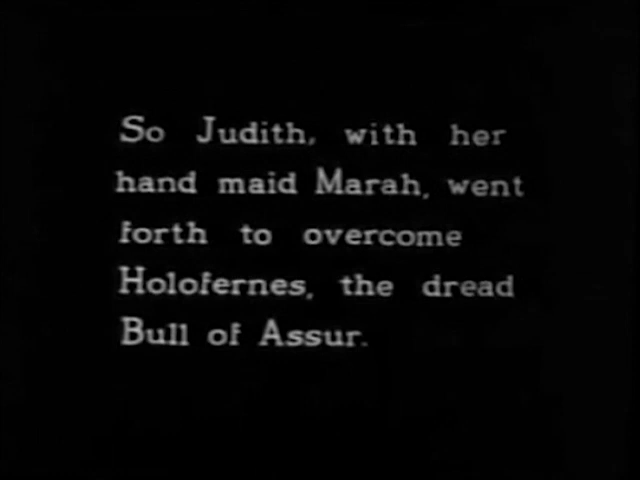 So Judith, with her
hand maid Marah, went
forth to overcome
Holofernes, the dread
Bull of Assur.